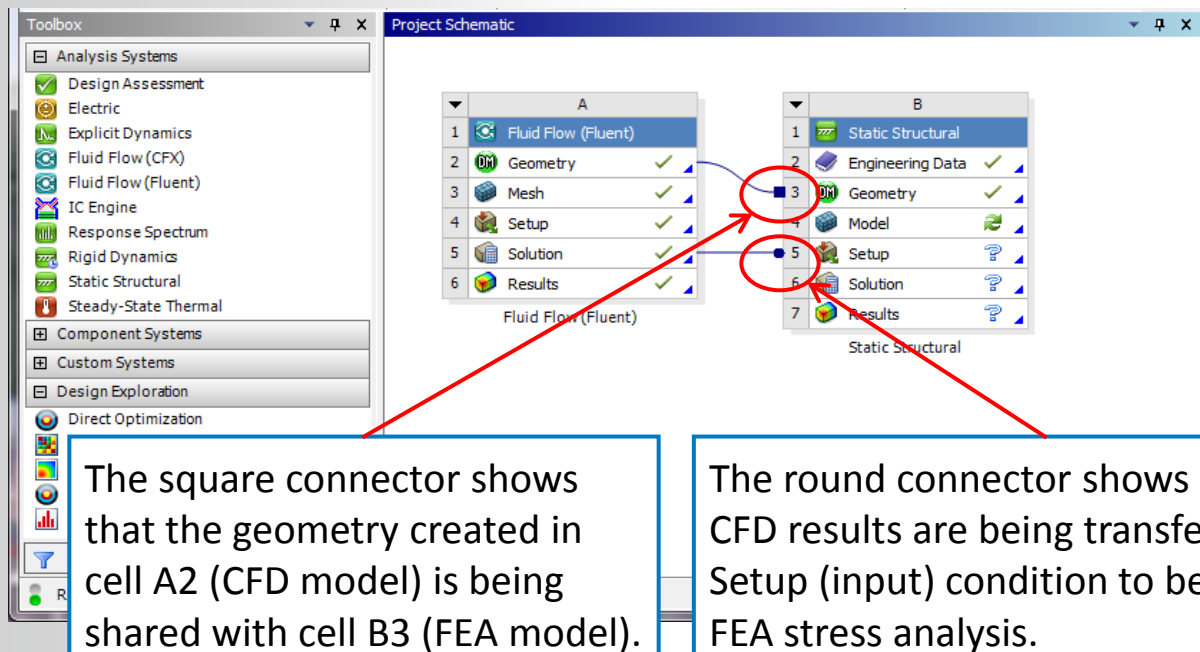 Toolbox
Project Schematic
Analysis Systems
Design Assessment
Electric
Explicit Dynamics
Fluid Flow (CFX)
Fluid Flow (Fluent)
IC Engine
Response Spectrum
Rigid Dynamics
Static Structural
Steady-State Thermal
Component Systems
Custom Systems
Design Exploration
Direct Optimization
R
A
1 Fluid Flow (Fluent)
2 DM Geometry
3 Mesh
4 Setup
5 Solution
6 Results
Fluid Flow (Fluent)
B
1 Static Structural
2 Engineering Data
3 DM Geometry
4 Model
5 Setup
6 Solution
7 Results
Static Structural
The square connector shows
that the geometry created in
cell A2 (CFD model) is being
shared with cell B3 (FEA model).
The round connector shows
CFD results are being transfe
Setup (input) condition to be
FEA stress analysis.